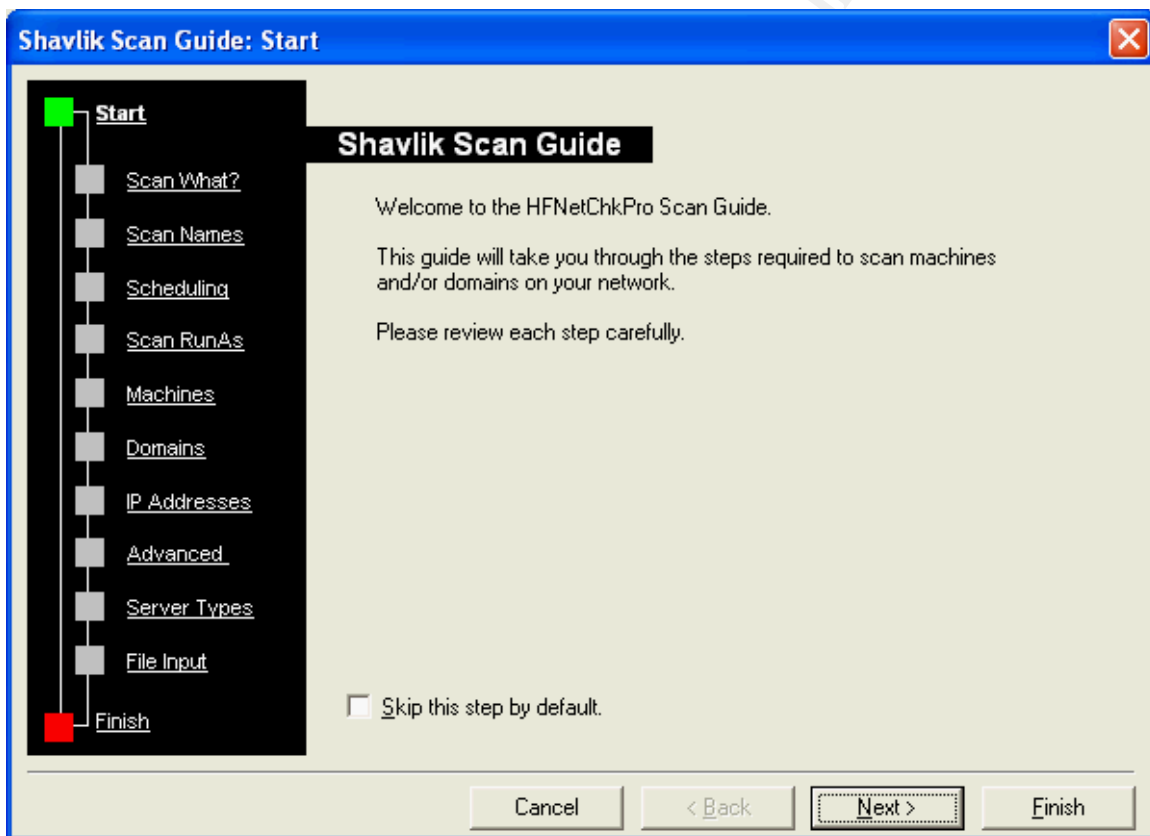 Shavlik Scan Guide: Start
Start
Scan What?
Scan Names
Scheduling
Scan RunAs
Machines
Domains
IP Addresses
Advanced
Server Types
File Input
Finish
Shavlik Scan Guide
Welcome to the HFNetChkPro Scan Guide.
This guide will take you through the steps required to scan machines
and/or domains on your network.
Please review each step carefully.
Skip this step by default.
Cancel
< Back
Next >
Finish